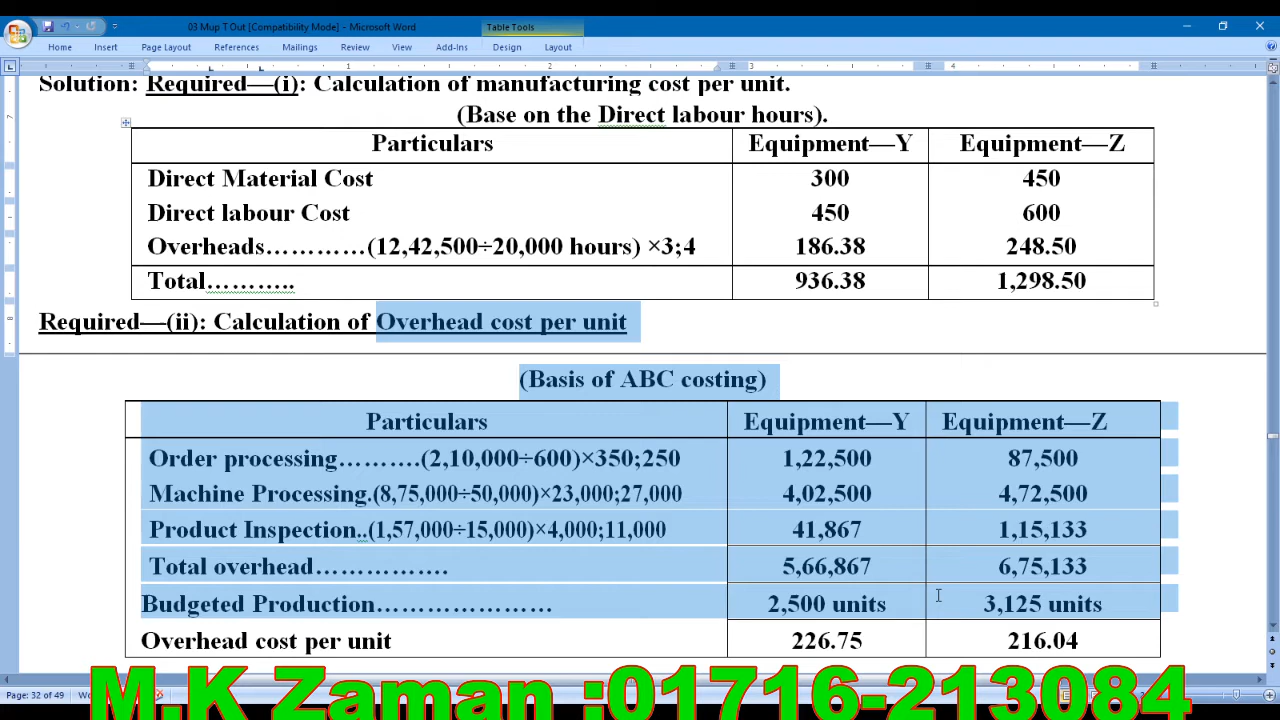 03 Mup T Out [Compatibility Mode] - Microsoft Word
Table Tools
Home Insert Page Layout References Mailings Review View Add-Ins Design Layout
Solution: Required—(i): Calculation of manufacturing cost per unit.
(Base on the Direct labour hours).
Particulars Equipment—Y Equipment—Z
Direct Material Cost 300 450
Direct labour Cost 450 600
Overheads…………(12,42,500÷20,000 hours) ×3;4 186.38 248.50
Total……….. 936.38 1,298.50
Required—(ii): Calculation of Overhead cost per unit
(Basis of ABC costing)
Particulars Equipment—Y Equipment—Z
Order processing……….(2,10,000÷600)×350;250 1,22,500 87,500
Machine Processing.(8,75,000÷50,000)×23,000;27,000 4,02,500 4,72,500
Product Inspection..(1,57,000÷15,000)×4,000;11,000 41,867 1,15,133
Total overhead……………. 5,66,867 6,75,133
Budgeted Production………………… 2,500 units 3,125 units
Overhead cost per unit 226.75 216.04
Page: 32 of 49
M.K Zaman :01716-213084